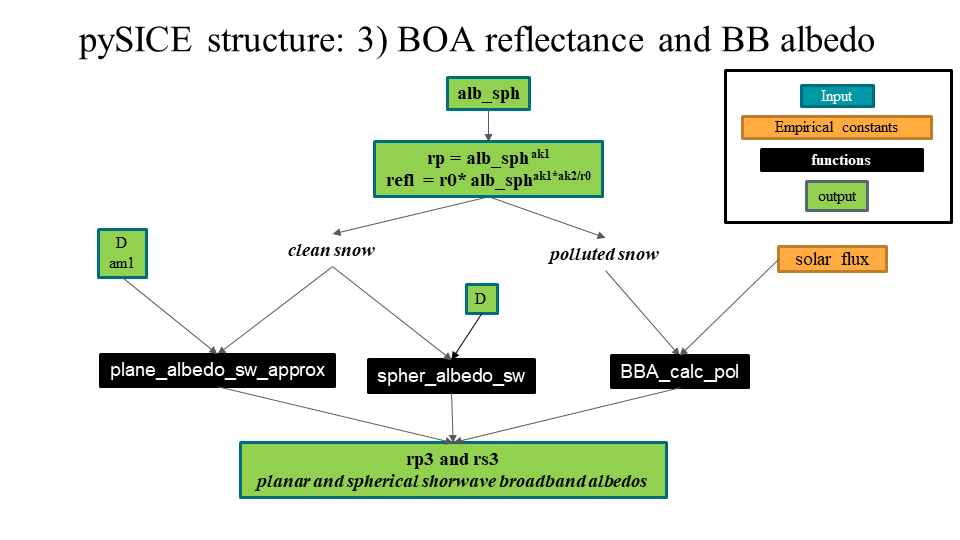 pySICE structure: 3) BOA reflectance and BB albedo
alb_sph
Input
Empirical constants
functions
output
rp = alb_sph^ak1
refl = r0* alb_sph^ak1*ak2/r0
D
am1
clean snow
polluted snow
solar flux
D
plane_albedo_sw_approx
spher_albedo_sw
BBA_calc_pol
rp3 and rs3
planar and spherical shorwave broadband albedos